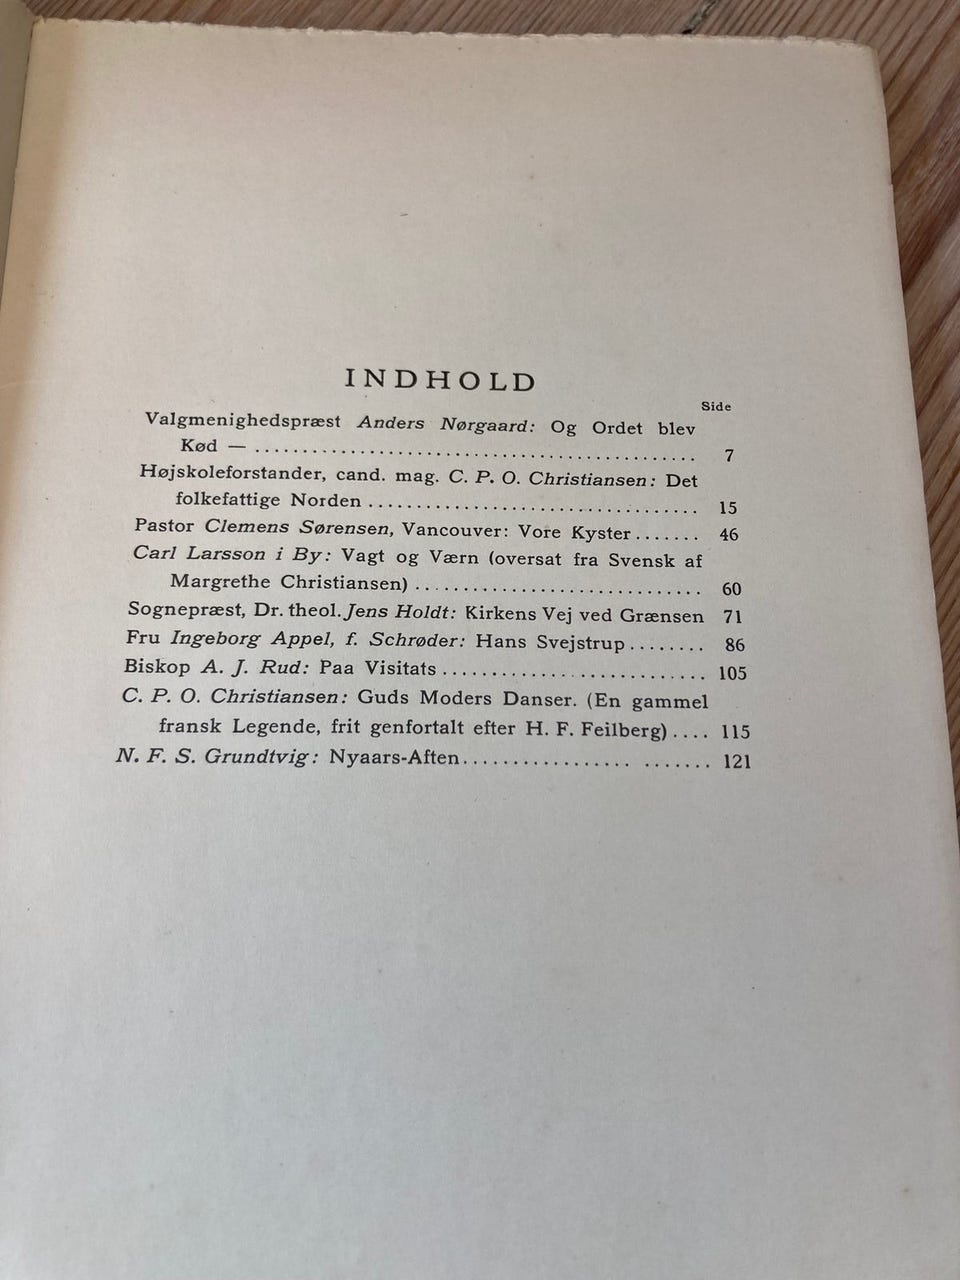 INDHOLD
Side
Valgmenighedspræst Anders Nørgaard: Og Ordet blev
Kød — ................................................ 7
Højskoleforstander, cand. mag. C. P. O. Christiansen: Det
folkefattige Norden .................................... 15
Pastor Clemens Sørensen, Vancouver: Vore Kyster....... 46
Carl Larsson i By: Vagt og Værn (oversat fra Svensk af
Margrethe Christiansen) ............................... 60
Sognepræst, Dr. theol. Jens Holdt: Kirkens Vej ved Grænsen 71
Fru Ingeborg Appel, f. Schrøder: Hans Svejstrup........ 86
Biskop A. J. Rud: Paa Visitats ............................. 105
C. P. O. Christiansen: Guds Moders Danser. (En gammel
fransk Legende, frit genfortalt efter H. F. Feilberg).... 115
N. F. S. Grundtvig: Nyaars-Aften.................. ....... 121